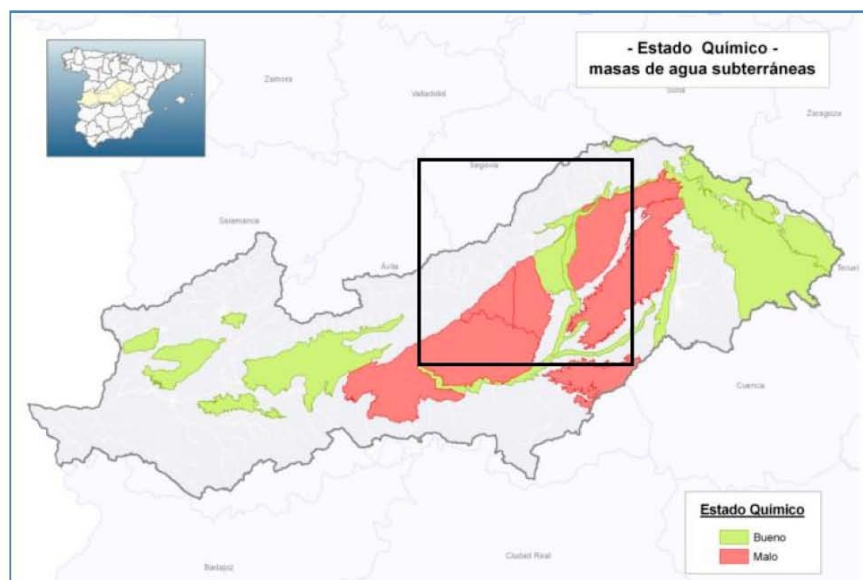 - Estado Químico -
masas de agua subterráneas
Zamora
Valladolid
Soria
Zaragoza
Segovia
Salamanca
Ávila
Teruel
Cuenca
Estado Químico
Bueno
Malo
Ciudad Real
Badajoz